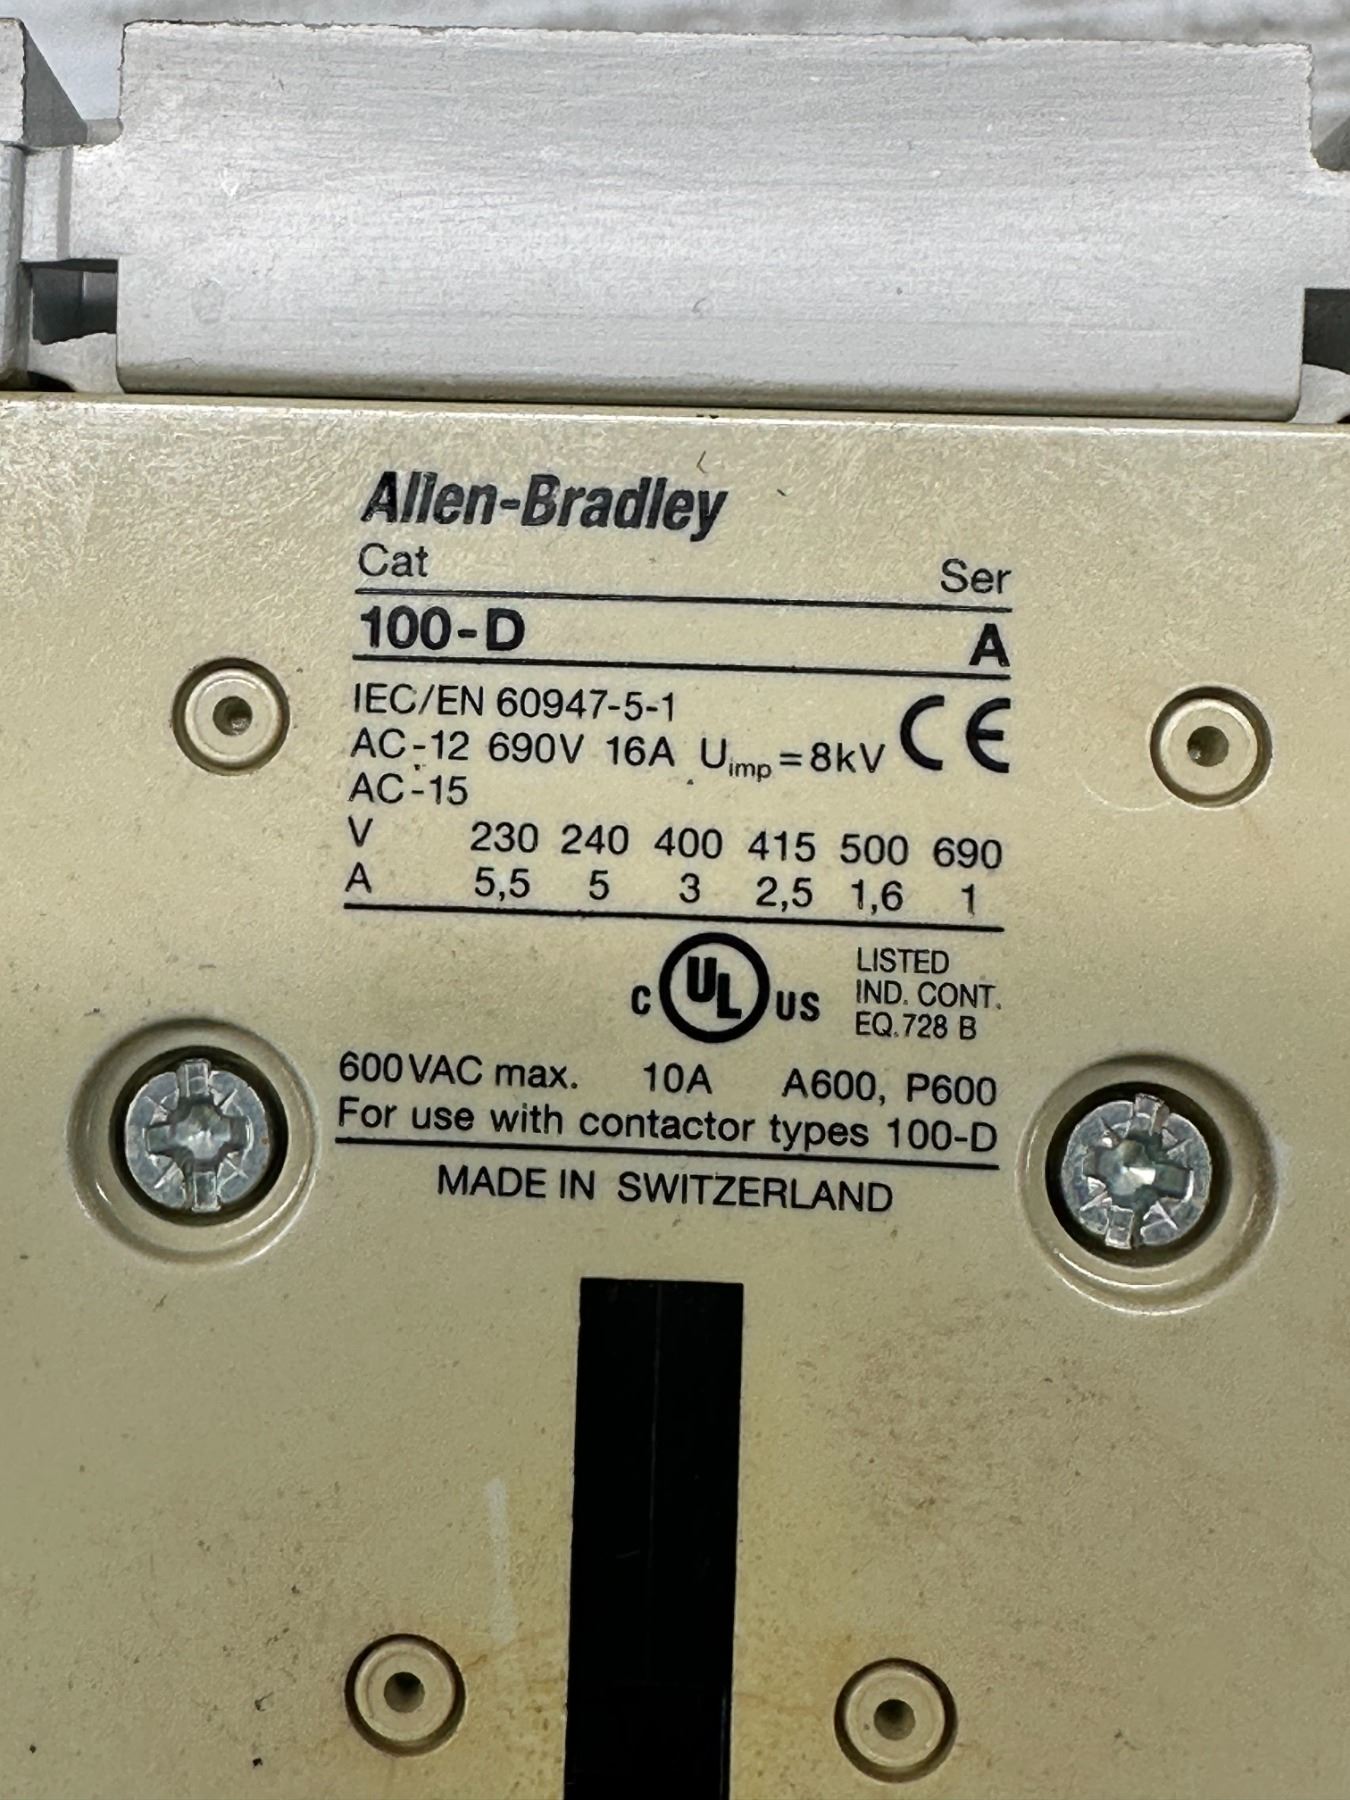 Allen-Bradley
Cat Ser
100-D A
IEC/EN 60947-5-1
AC-12 690V 16A Uimp=8kV CE
AC-15
V 230 240 400 415 500 690
A 5,5 5 3 2,5 1,6 1
C UL US LISTED
IND. CONT.
EQ.728 B
600VAC max. 10A A600, P600
For use with contactor types 100-D
MADE IN SWITZERLAND